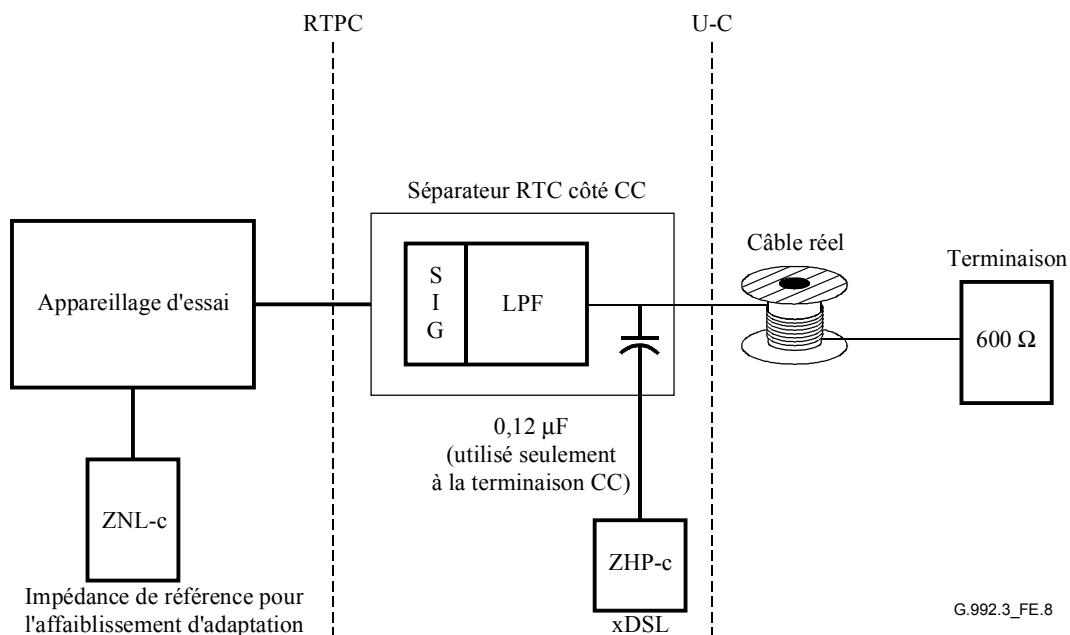 RTPC
U-C
Séparateur RTC côté CC
Câble réel
Terminaison
Appareillage d'essai
S
I
G
LPF
600 Ω
0,12 µF
(utilisé seulement
à la terminaison CC)
ZNL-c
ZHP-c
Impédance de référence pour
l'affaiblissement d'adaptation
xDSL
G.992.3_FE.8